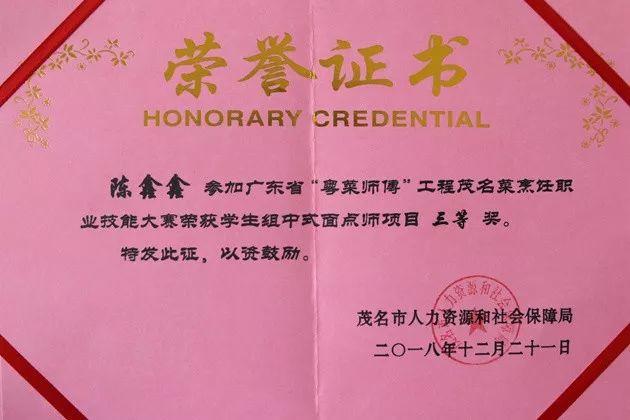 荣誉证书
HONORARY CREDENTIAL
陈鑫鑫 参加广东省“粤菜师傅”工程茂名菜烹饪职
业技能大赛荣获学生组中式面点师项目 三等 奖。
特发此证，以资鼓励。
茂名市人力资源和社会保障局
二〇一八年十二月二十一日